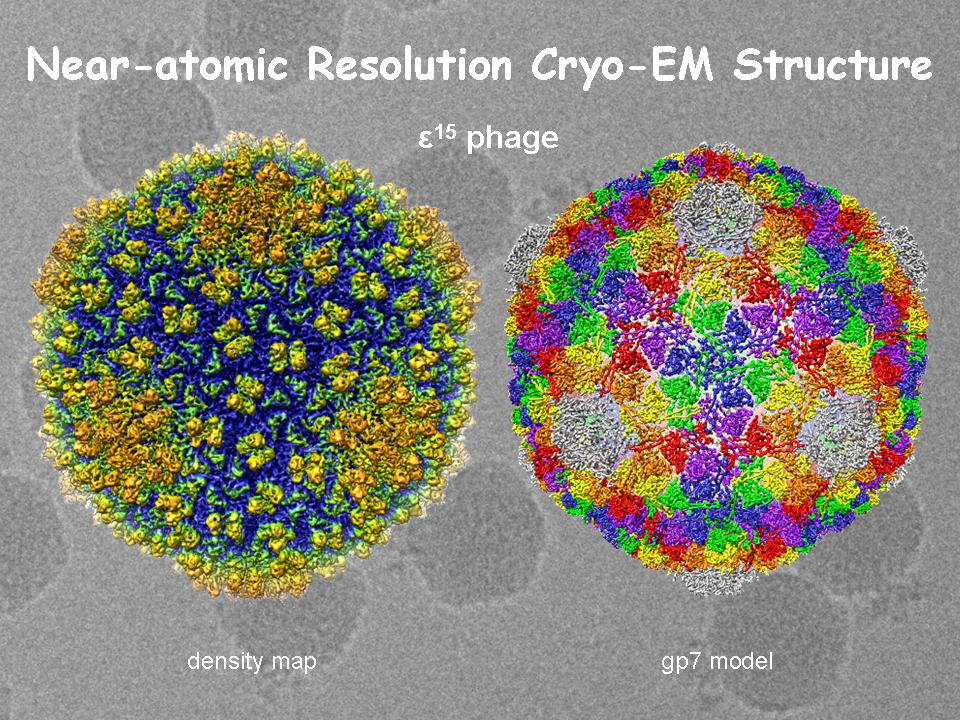 Near-atomic Resolution Cryo-EM Structure
ε¹⁵ phage
density map
gp7 model